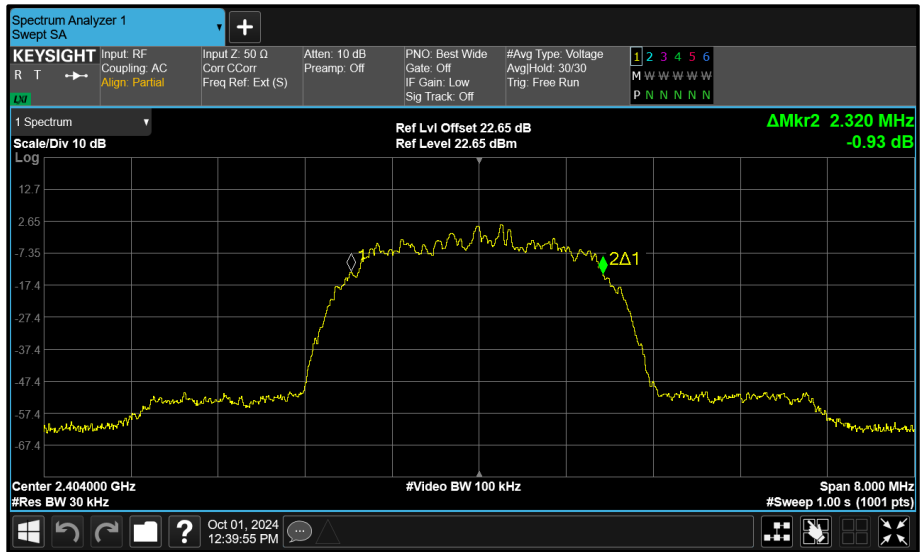 Spectrum Analyzer 1
Swept SA
+
KEYSIGHT
R T
LXI
Input: RF
Coupling: AC
Align: Partial
Input Z: 50 Ω
Corr CCorr
Freq Ref: Ext (S)
Atten: 10 dB
Preamp: Off
PNO: Best Wide
Gate: Off
IF Gain: Low
Sig Track: Off
#Avg Type: Voltage
Avg|Hold: 30/30
Trig: Free Run
1 2 3 4 5 6
M W W W W W
P N N N N N
1 Spectrum
Scale/Div 10 dB
Ref Lvl Offset 22.65 dB
Ref Level 22.65 dBm
ΔMkr2 2.320 MHz
-0.93 dB
Log
12.7
2.65
-7.35
-17.4
-27.4
-37.4
-47.4
-57.4
-67.4
1
2Δ1
Center 2.404000 GHz
#Video BW 100 kHz
Span 8.000 MHz
#Res BW 30 kHz
#Sweep 1.00 s (1001 pts)
?
Oct 01, 2024
12:39:55 PM